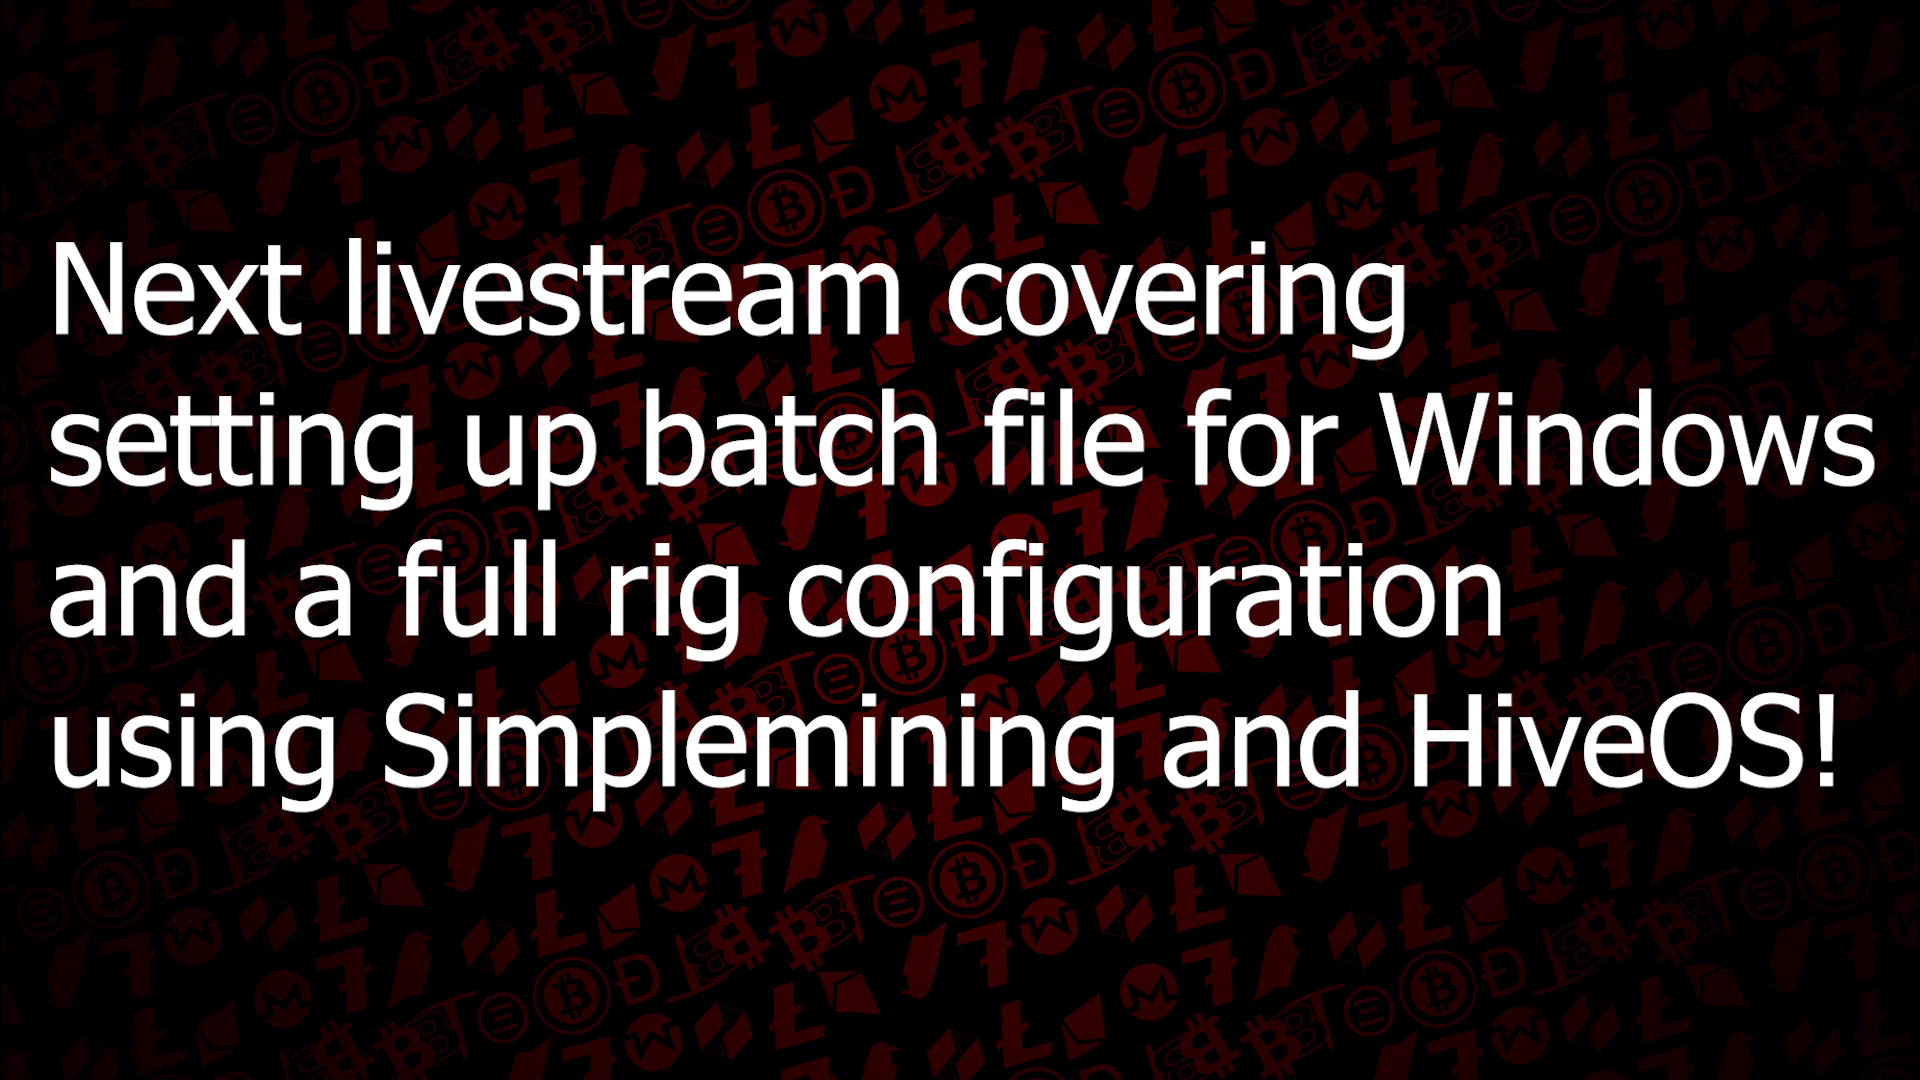 Next livestream covering
setting up batch file for Windows
and a full rig configuration
using Simplemining and HiveOS!